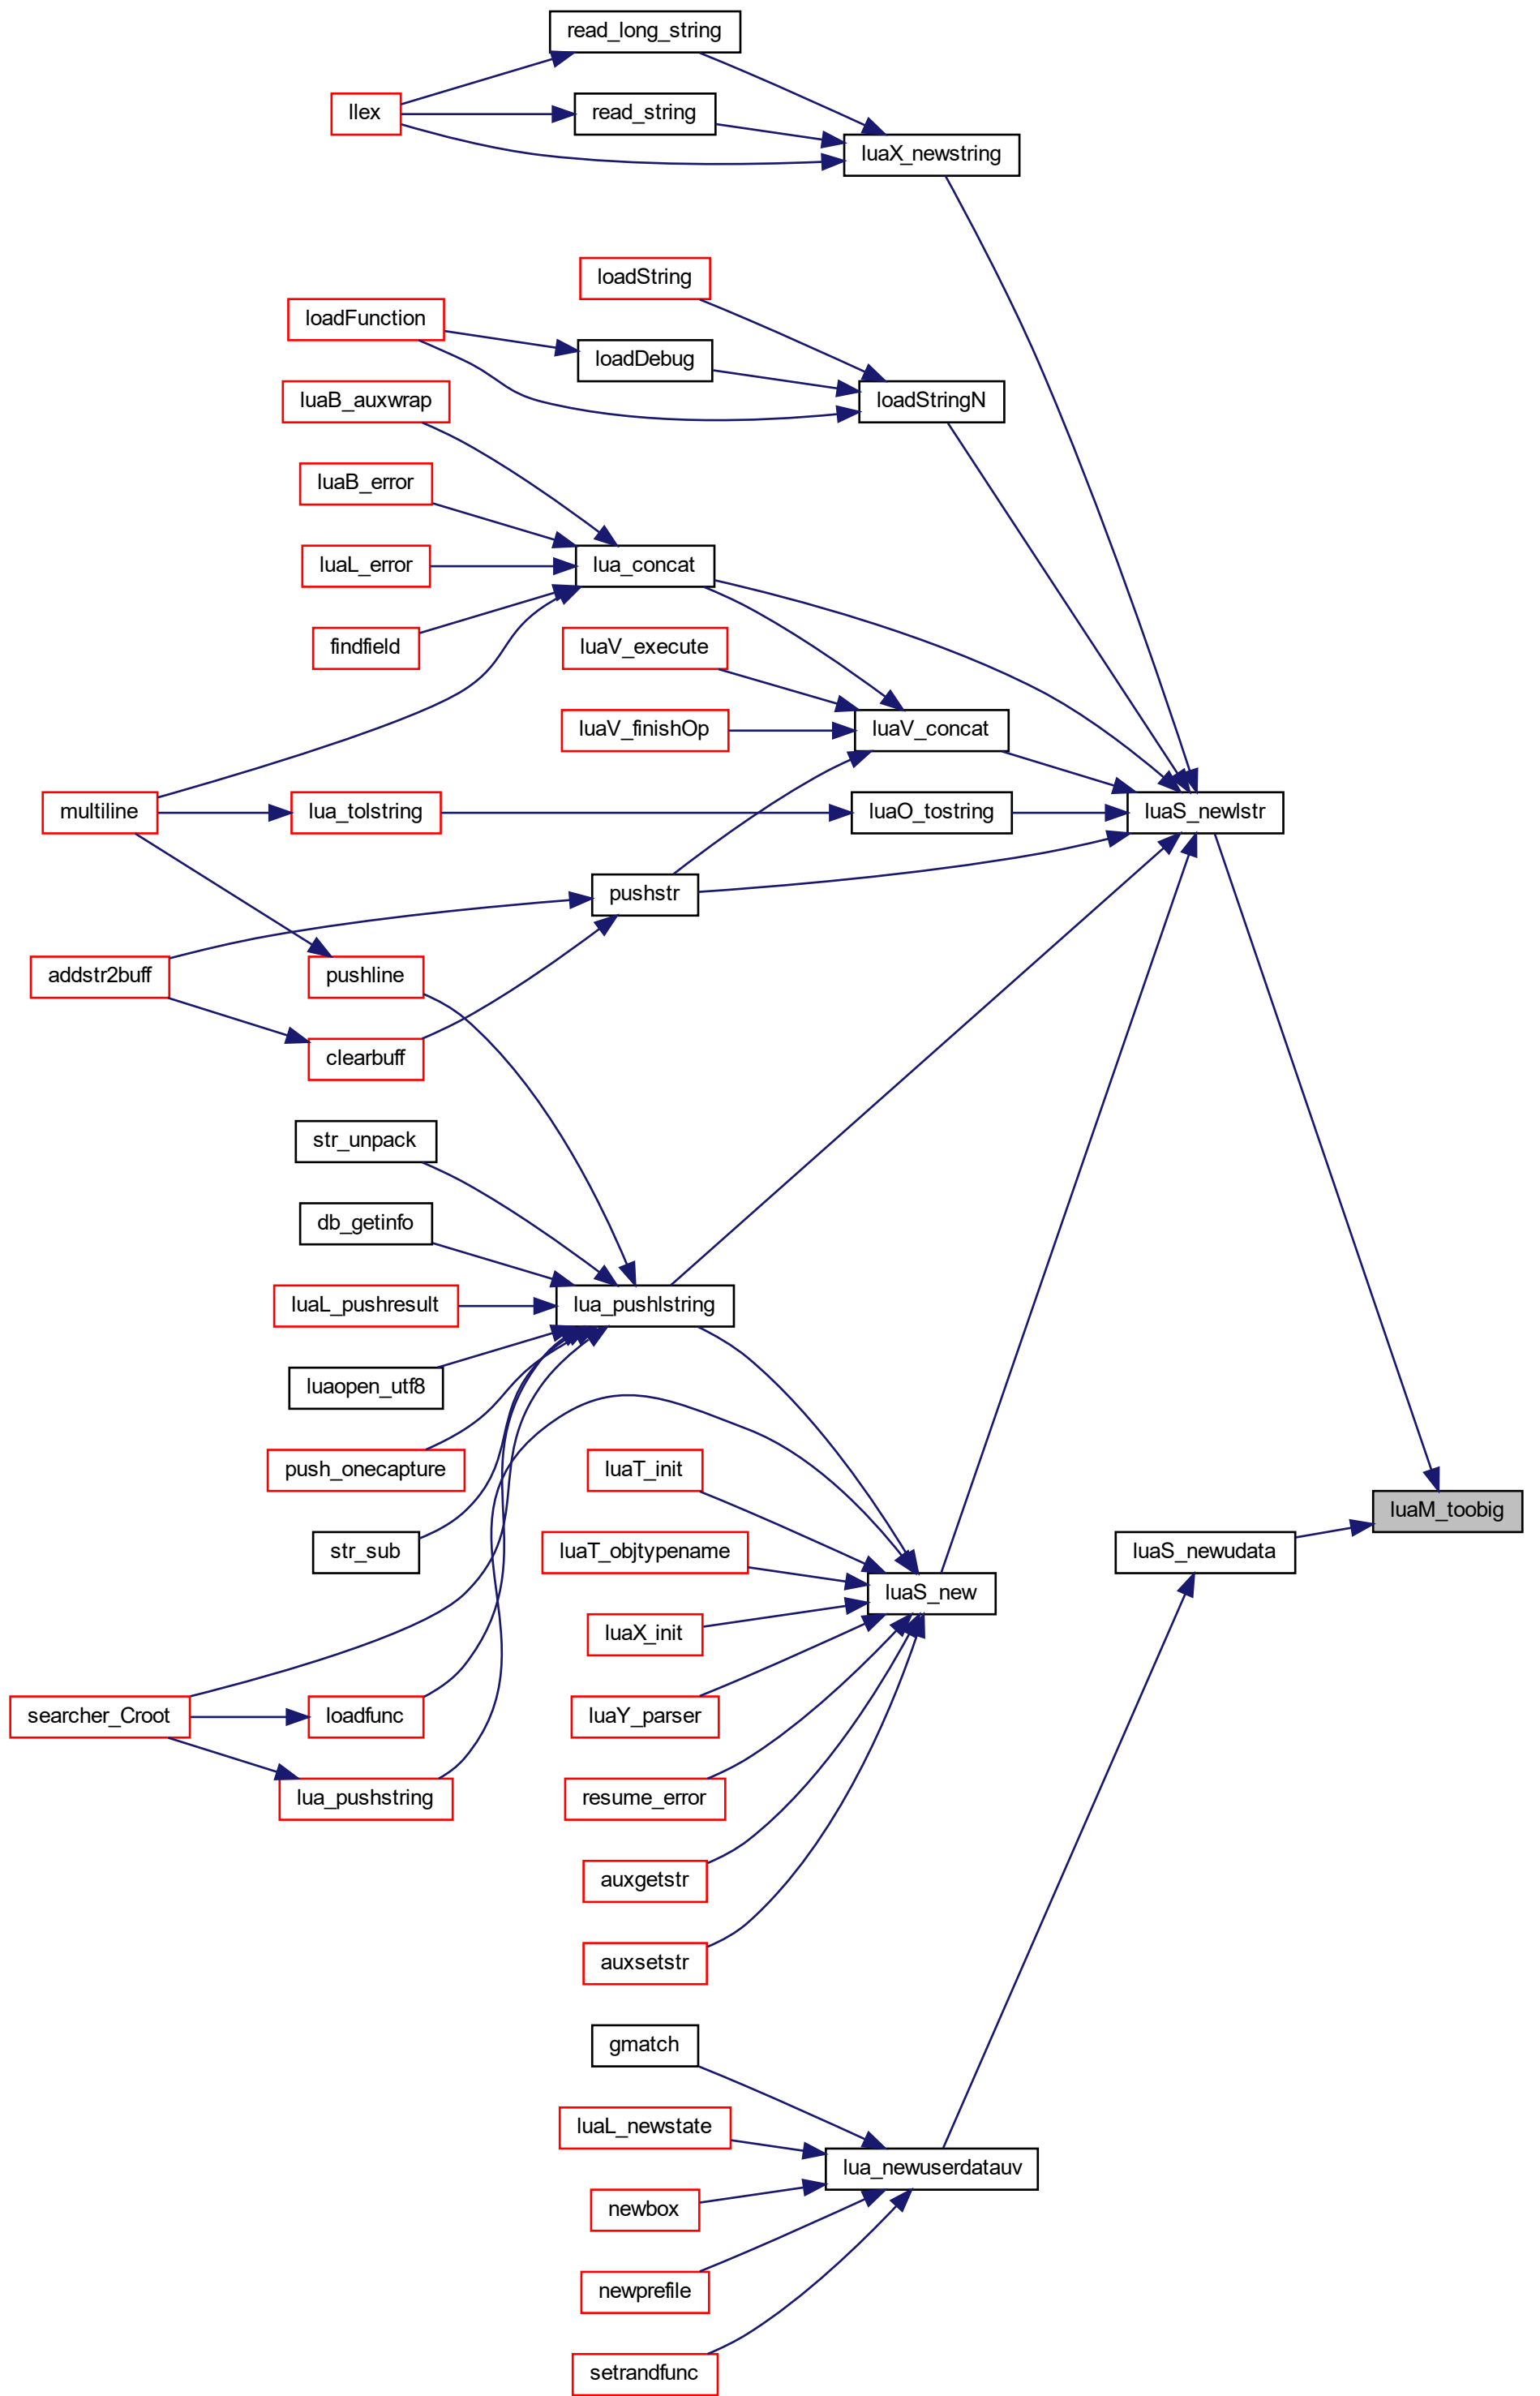 read_long_string
llex
read_string
luaX_newstring
loadString
loadFunction
loadDebug
luaB_auxwrap
loadStringN
luaB_error
luaL_error
lua_concat
findfield
luaV_execute
luaV_finishOp
luaV_concat
multiline
lua_tolstring
luaO_tostring
luaS_newlstr
pushstr
addstr2buff
pushline
clearbuff
str_unpack
db_getinfo
luaL_pushresult
lua_pushlstring
luaopen_utf8
push_onecapture
luaT_init
luaM_toobig
str_sub
luaT_objtypename
luaS_newudata
luaS_new
luaX_init
searcher_Croot
loadfunc
luaY_parser
lua_pushstring
resume_error
auxgetstr
auxsetstr
gmatch
luaL_newstate
lua_newuserdatauv
newbox
newprefile
setrandfunc